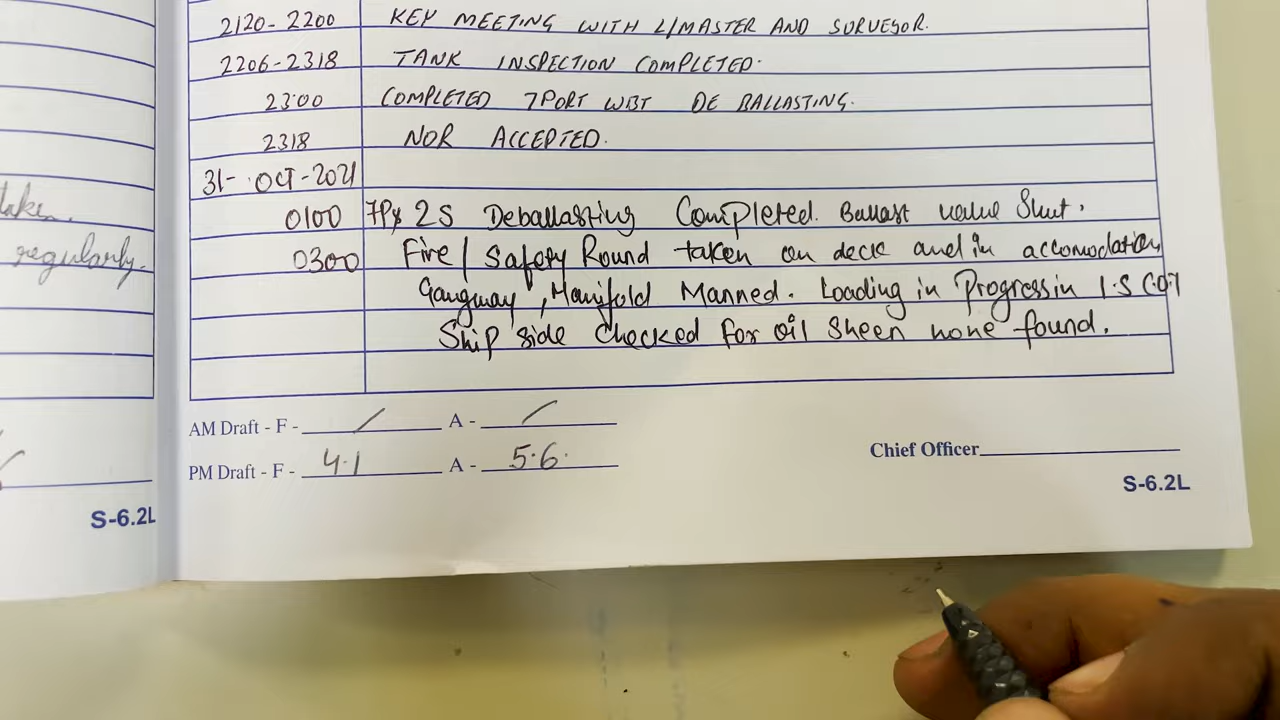 taken.
regularly.
S-6.2L
2120-2200 KEY MEETING WITH L/MASTER AND SURVEYOR.
2206-2318 TANK INSPECTION COMPLETED.
2300 COMPLETED 7PORT WBT DE BALLASTING.
2318 NOR ACCEPTED.
31-OCT-2021
0100 7P& 2S Deballasting Completed. Ballast valve Shut.
0300 Fire/Safety Round taken on deck and in accomodation
Gangway, Manifold Manned. Loading in Progress in 1.S COT
Ship side checked for oil sheen none found.
AM Draft - F - / A - /
PM Draft - F - 4.1 A - 5.6.
Chief Officer
S-6.2L